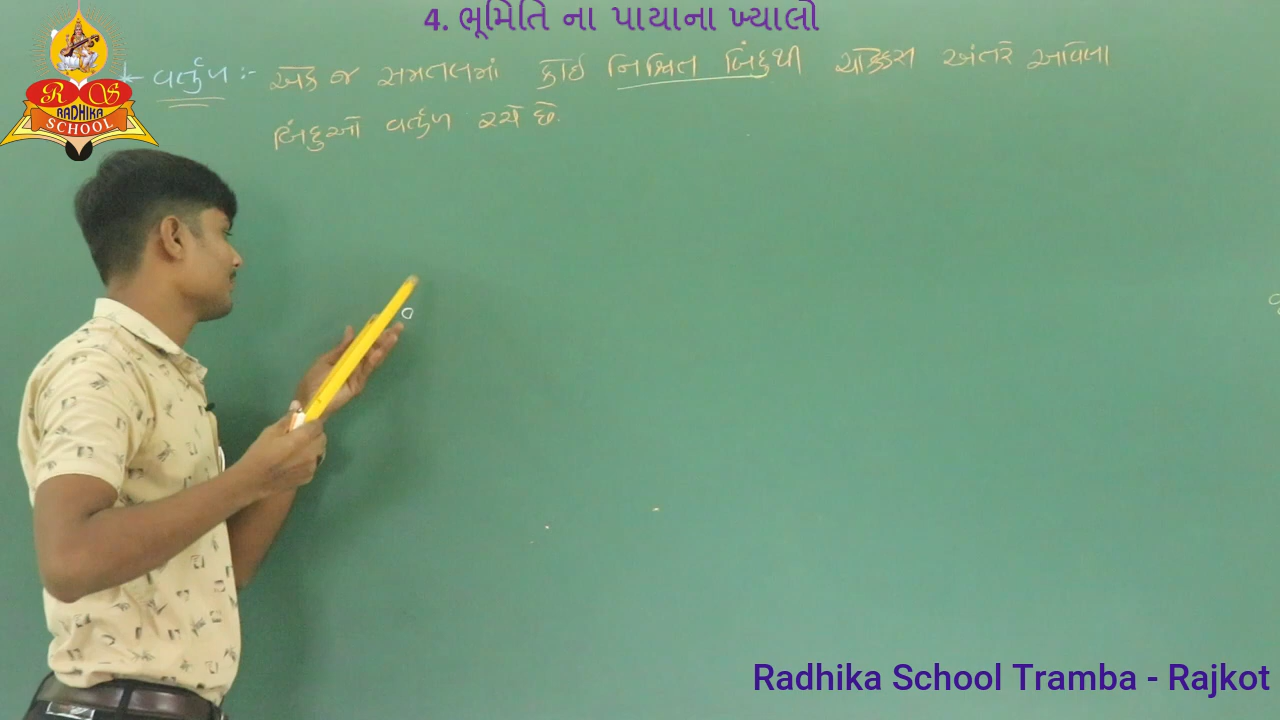 4. ભૂમિતિ ના પાયાના ખ્યાલો
* વર્તુળ :- એક જ સમતલમાં કોઈ નિશ્ચિત બિંદુથી ચોક્કસ અંતરે આવેલા
બિંદુઓ વર્તુળ રચે છે.
R S
RADHIKA
SCHOOL
Radhika School Tramba - Rajkot